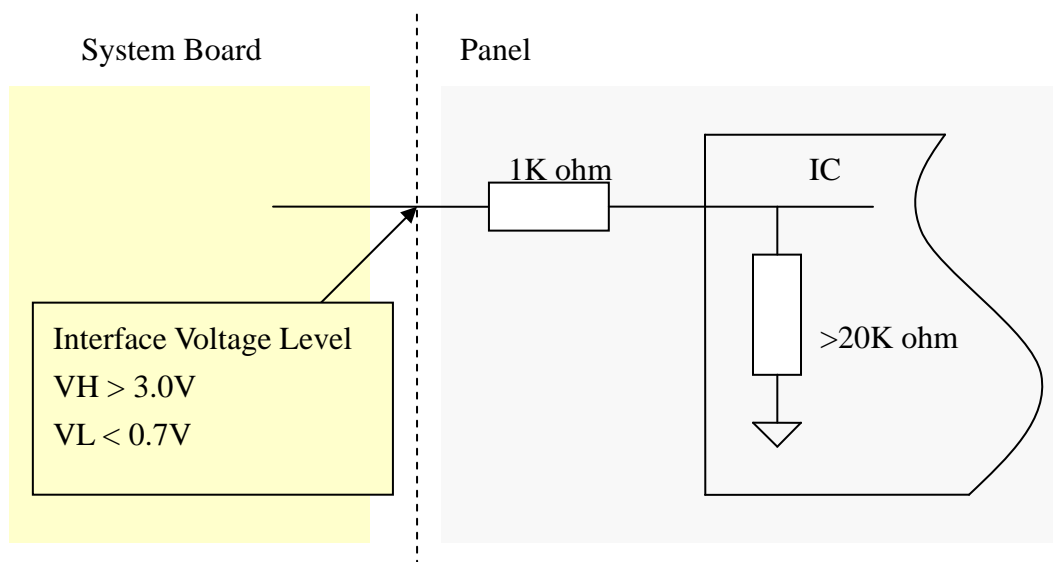 System Board
Panel
1K ohm
IC
Interface Voltage Level
VH > 3.0V
VL < 0.7V
>20K ohm